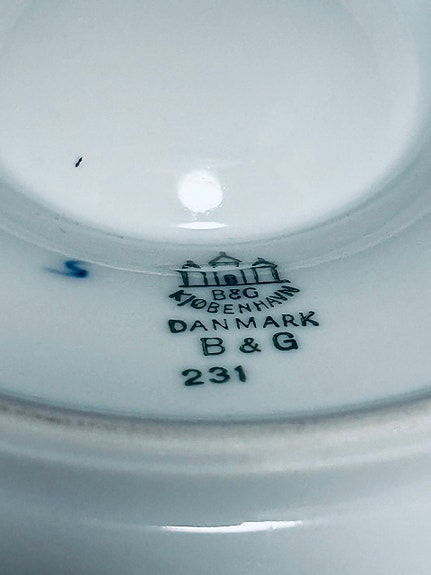 B&G
KJØBENHAVN
DANMARK
B & G
231